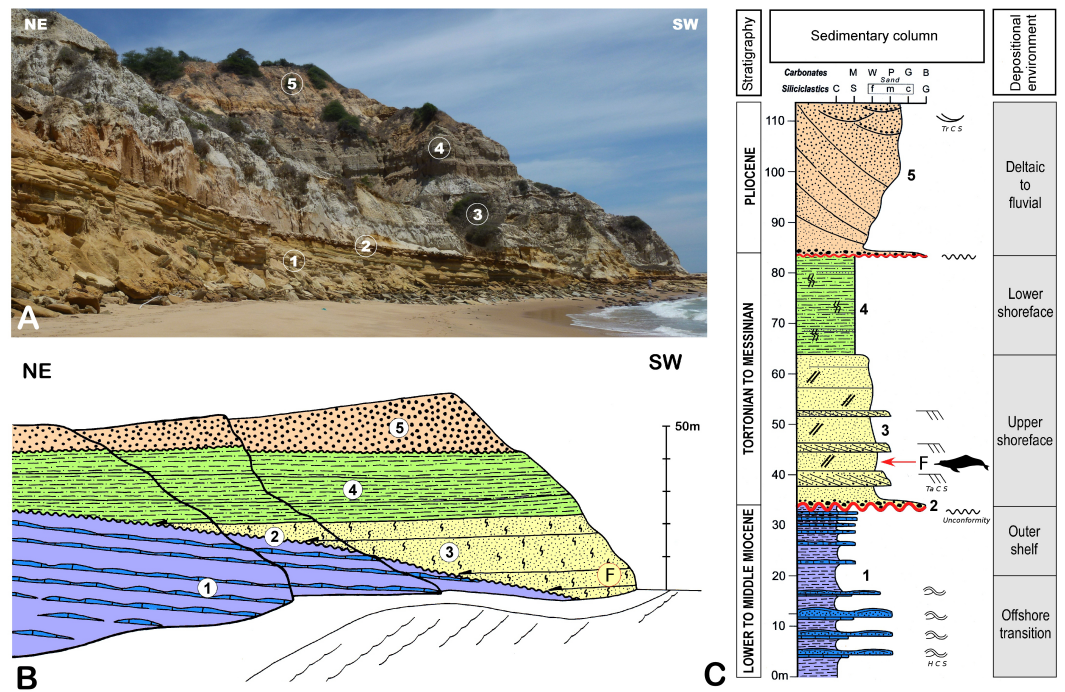 NE
SW
5
4
3
2
1
A
NE
SW
50m
5
4
2
3
1
F
0
B
Stratigraphy
Sedimentary column
Depositional environment
Carbonates M W P G B
Sand
Siliciclastics C S f m c G
PLIOCENE
TORTONIAN TO MESSINIAN
LOWER TO MIDDLE MIOCENE
110
100
90
80
70
60
50
40
30
20
10
0m
5
4
3
2
1
Tr C S
F
Ta C S
Unconformity
H C S
Deltaic
to
fluvial
Lower
shoreface
Upper
shoreface
Outer
shelf
Offshore
transition
C